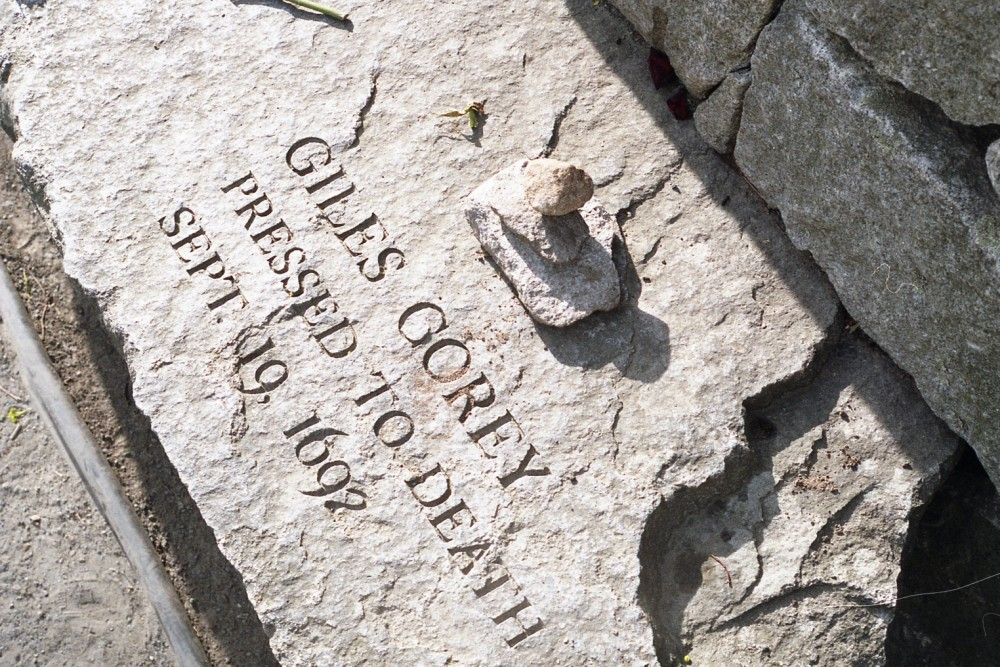 GILES COREY
PRESSED TO DEATH
SEPT 19, 1692